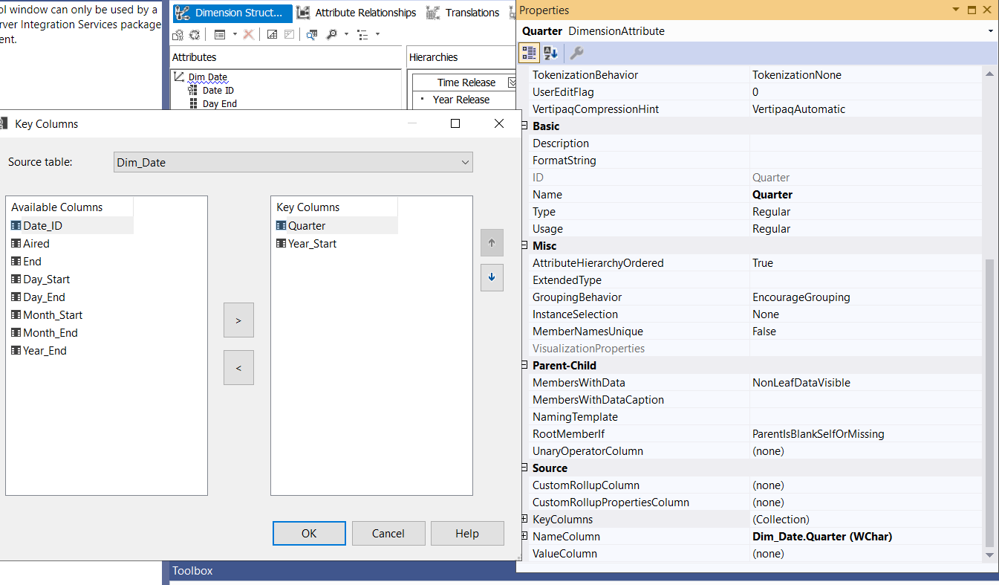 ol window can only be used by a
rver Integration Services package
ent.
Dimension Struct...
Attribute Relationships
Translations
Attributes
Hierarchies
Dim Date
Date ID
Day End
Time Release
Year Release
Key Columns
Source table:
Dim_Date
Available Columns
Date_ID
Aired
End
Day_Start
Day_End
Month_Start
Month_End
Year_End
>
<
Key Columns
Quarter
Year_Start
OK
Cancel
Help
Toolbox
Properties
Quarter DimensionAttribute
TokenizationBehavior TokenizationNone
UserEditFlag 0
VertipaqCompressionHint VertipaqAutomatic
Basic
Description
FormatString
ID Quarter
Name Quarter
Type Regular
Usage Regular
Misc
AttributeHierarchyOrdered True
ExtendedType
GroupingBehavior EncourageGrouping
InstanceSelection None
MemberNamesUnique False
VisualizationProperties
Parent-Child
MembersWithData NonLeafDataVisible
MembersWithDataCaption
NamingTemplate
RootMemberIf ParentIsBlankSelfOrMissing
UnaryOperatorColumn (none)
Source
CustomRollupColumn (none)
CustomRollupPropertiesColumn (none)
KeyColumns (Collection)
NameColumn Dim_Date.Quarter (WChar)
ValueColumn (none)